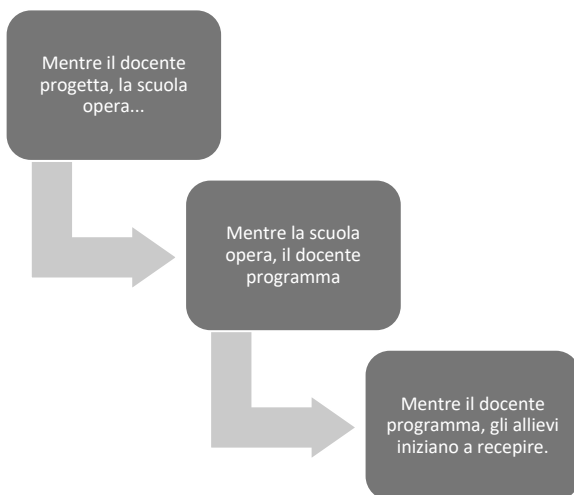 Mentre il docente
progetta, la scuola
opera...
Mentre la scuola
opera, il docente
programma
Mentre il docente
programma, gli allievi
iniziano a recepire.